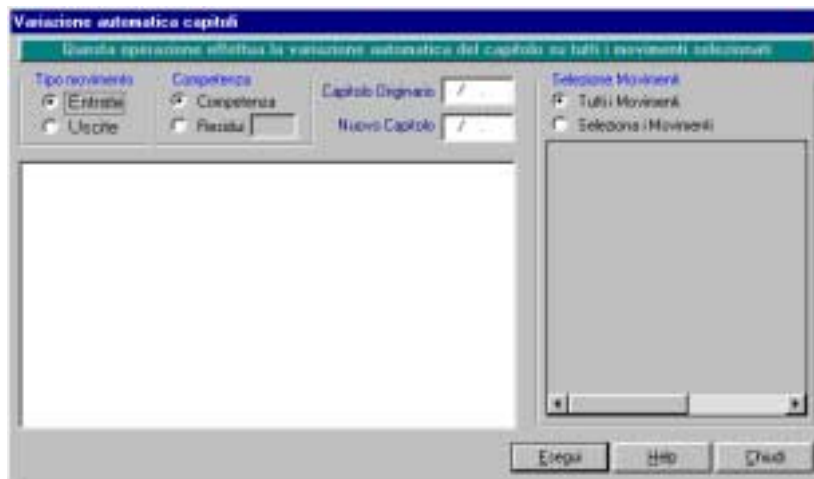 Variazione automatica capitoli
Questa operazione effettua la variazione automatica del capitolo su tutti i movimenti selezionati
Tipo movimento
Entrate
Uscite
Competenza
Competenza
Residui
Capitolo Originario / .
Nuovo Capitolo / .
Selezione Movimenti
Tutti i Movimenti
Seleziona i Movimenti
Esegui
Help
Chiudi